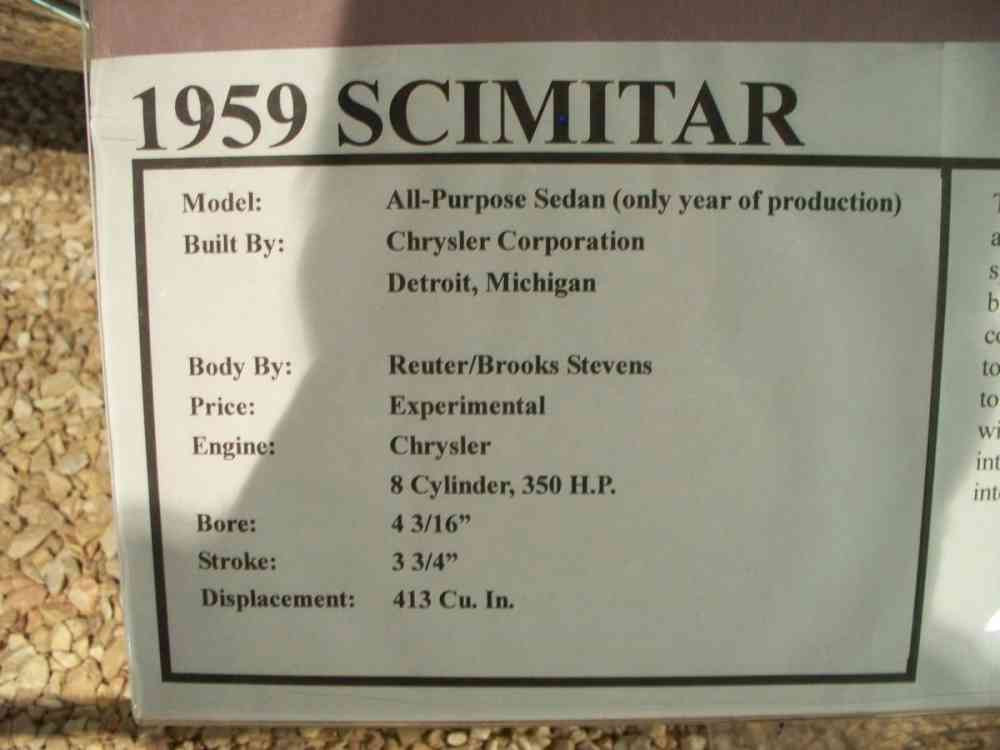 1959 SCIMITAR
Model: All-Purpose Sedan (only year of production)
Built By: Chrysler Corporation
Detroit, Michigan
Body By: Reuter/Brooks Stevens
Price: Experimental
Engine: Chrysler
8 Cylinder, 350 H.P.
Bore: 4 3/16”
Stroke: 3 3/4”
Displacement: 413 Cu. In.
to
to